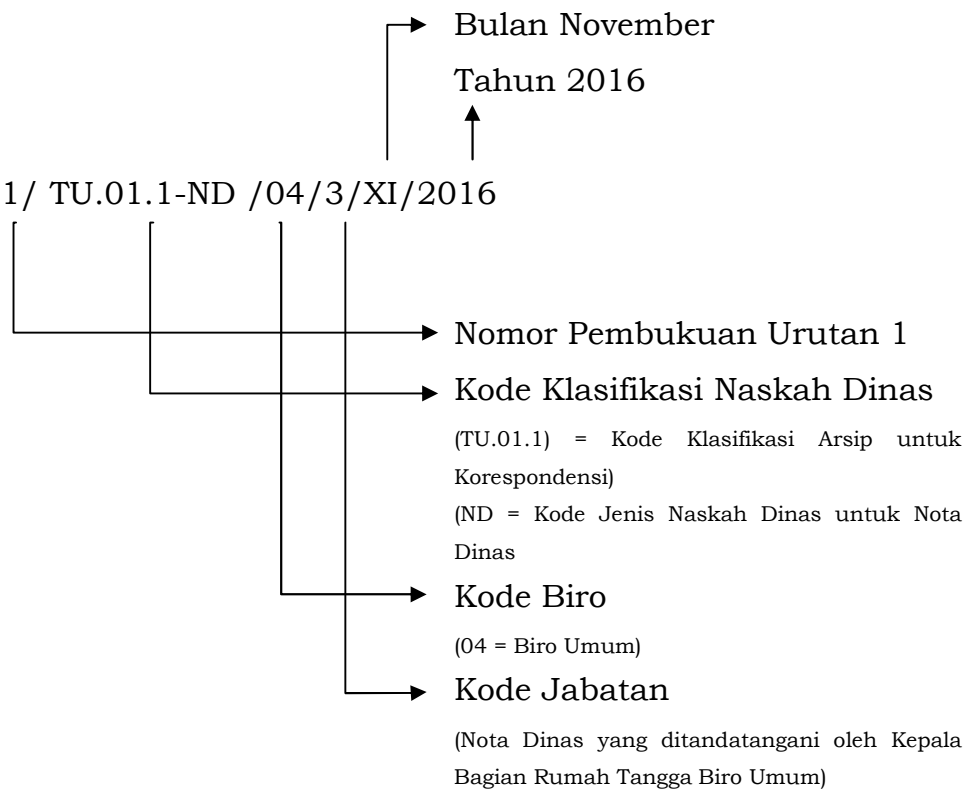 Bulan November
Tahun 2016
1/ TU.01.1-ND /04/3/XI/2016
Nomor Pembukuan Urutan 1
Kode Klasifikasi Naskah Dinas
(TU.01.1) = Kode Klasifikasi Arsip untuk
Korespondensi)
(ND = Kode Jenis Naskah Dinas untuk Nota
Dinas
Kode Biro
(04 = Biro Umum)
Kode Jabatan
(Nota Dinas yang ditandatangani oleh Kepala
Bagian Rumah Tangga Biro Umum)